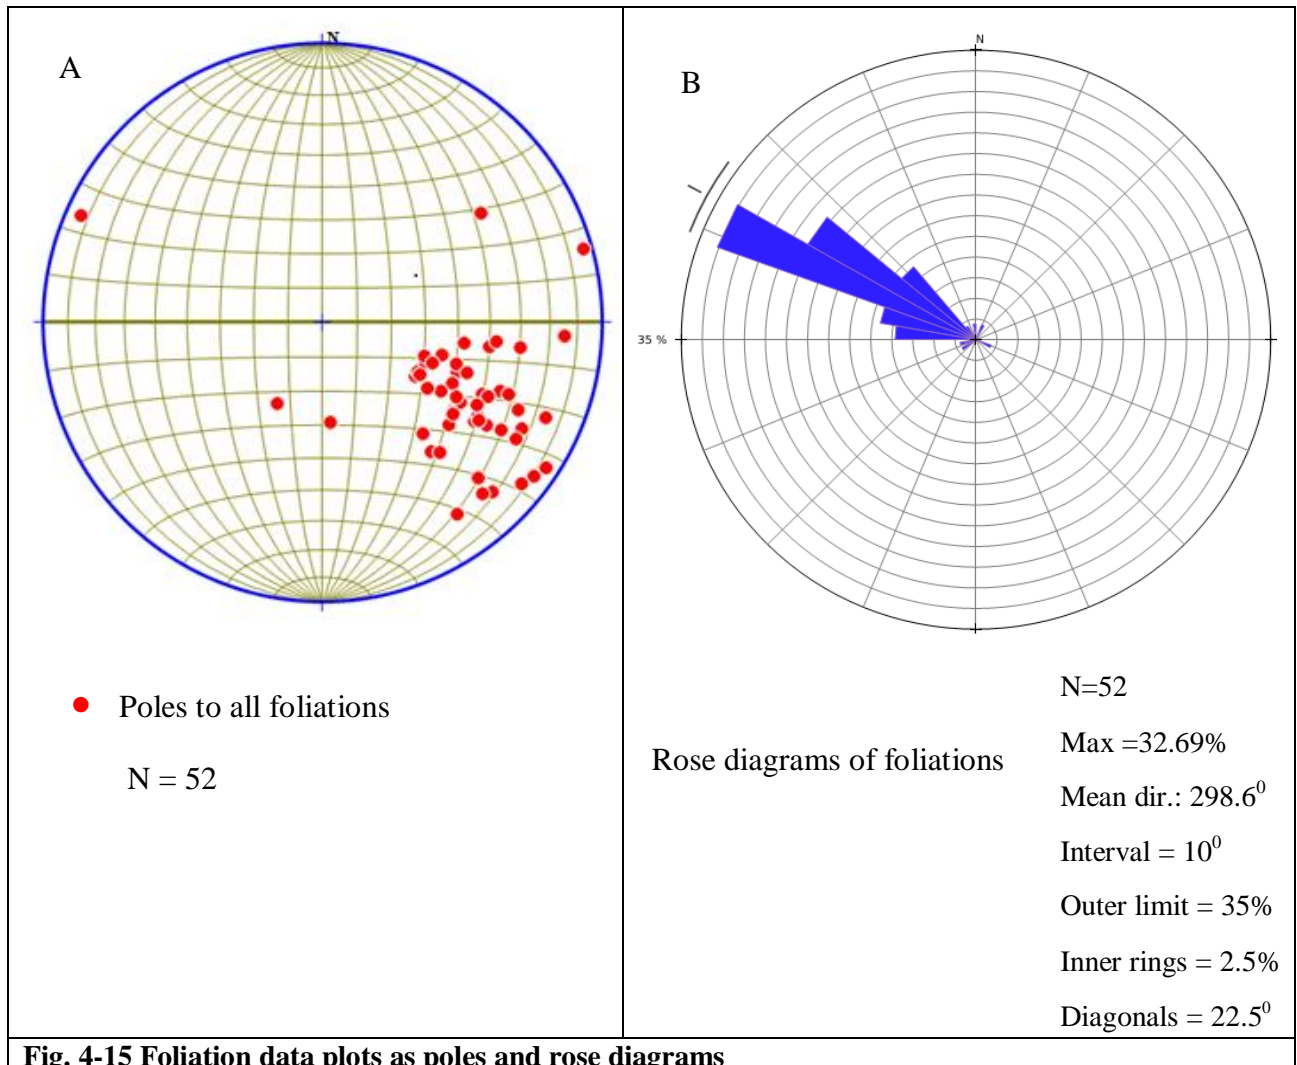 A
N
Poles to all foliations
N = 52
B
N
35 %
Rose diagrams of foliations
N=52
Max =32.69%
Mean dir.: 298.6⁰
Interval = 10⁰
Outer limit = 35%
Inner rings = 2.5%
Diagonals = 22.5⁰
Fig. 4-15 Foliation data plots as poles and rose diagrams